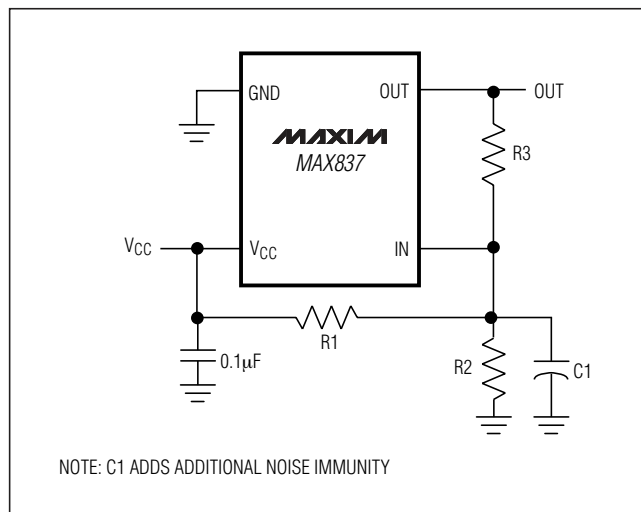 GND
OUT
OUT
MAXIM
MAX837
R3
VCC
VCC
IN
R1
0.1µF
R2
C1
NOTE: C1 ADDS ADDITIONAL NOISE IMMUNITY